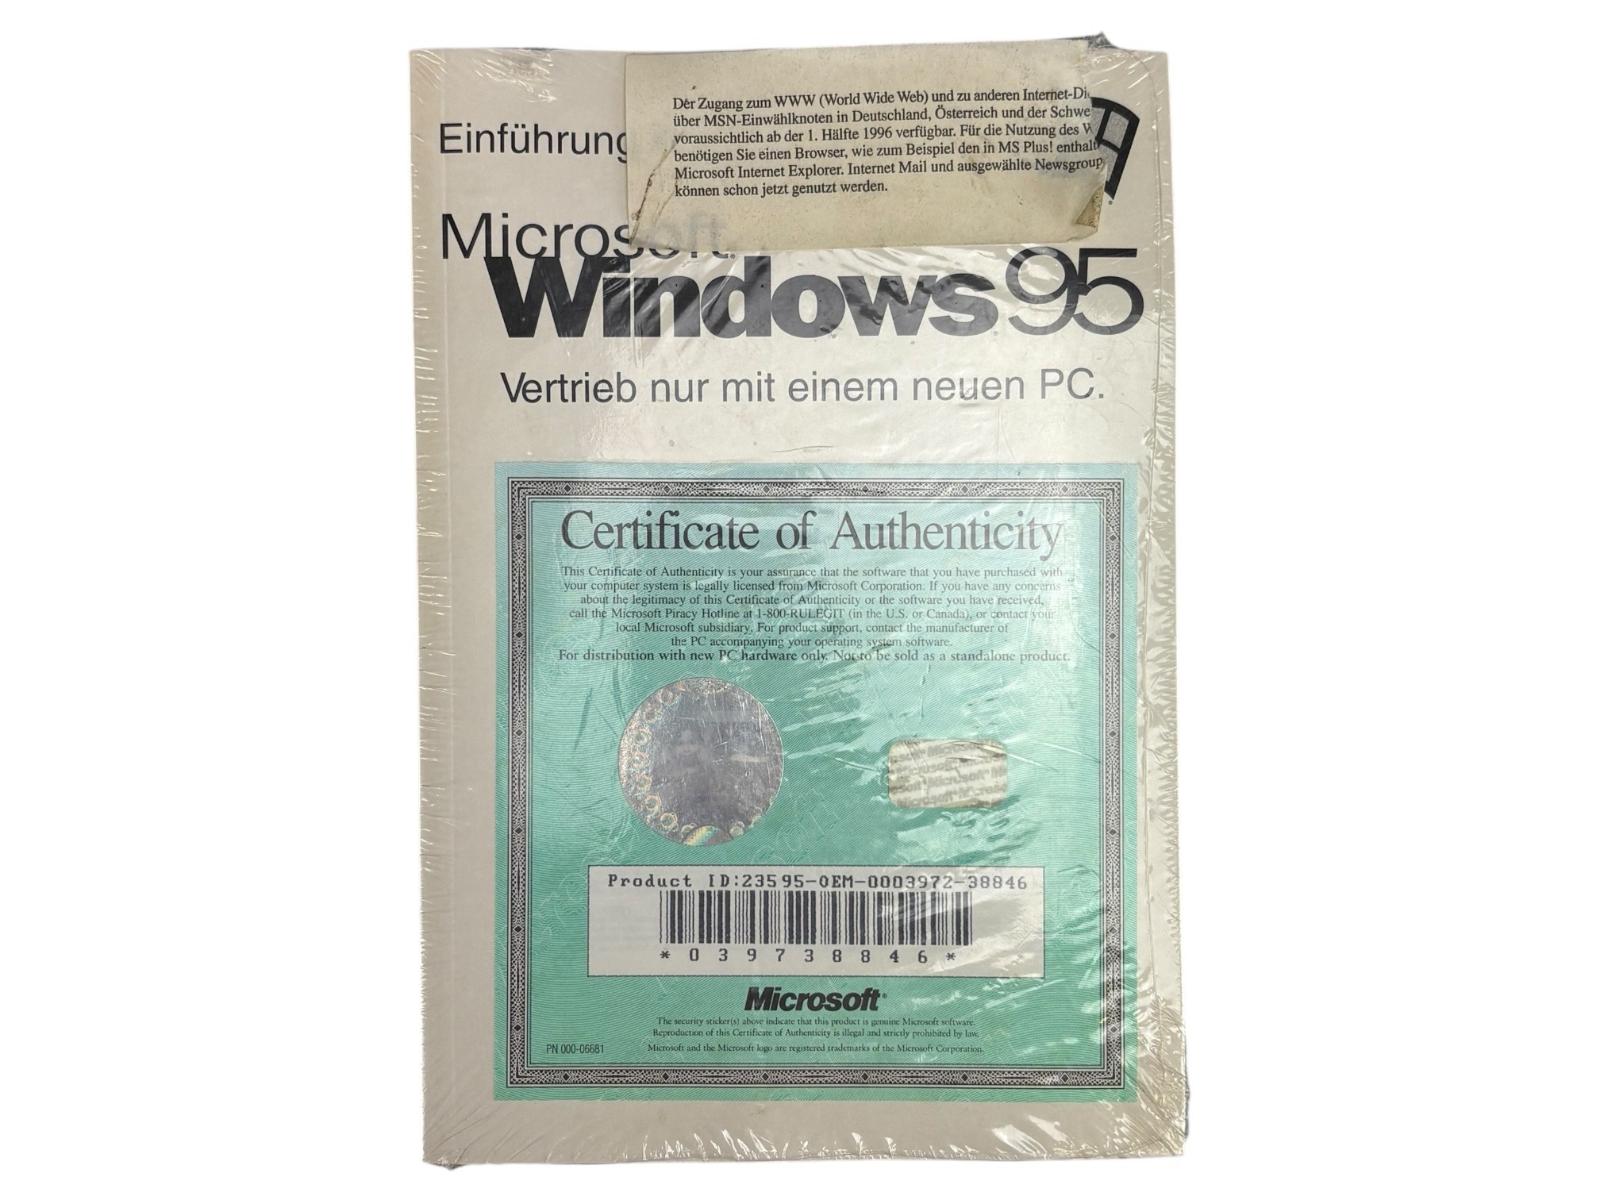 Der Zugang zum WWW (World Wide Web) und zu anderen Internet-Di
über MSN-Einwählknoten in Deutschland, Österreich und der Schwe
voraussichtlich ab der 1. Hälfte 1996 verfügbar. Für die Nutzung des W
benötigen Sie einen Browser, wie zum Beispiel den in MS Plus! enthalt
Microsoft Internet Explorer. Internet Mail und ausgewählte Newsgroup
können schon jetzt genutzt werden.
Einführung
Microsoft
Windows 95
Vertrieb nur mit einem neuen PC.
Certificate of Authenticity
This Certificate of Authenticity is your assurance that the software that you have purchased with
your computer system is legally licensed from Microsoft Corporation. If you have any concerns
about the legitimacy of this Certificate of Authenticity or the software you have received,
call the Microsoft Piracy Hotline at 1-800-RULEGIT (in the U.S. or Canada), or contact your
local Microsoft subsidiary. For product support, contact the manufacturer of
the PC accompanying your operating system software.
For distribution with new PC hardware only. Not to be sold as a standalone product.
Product ID:23595-OEM-0003972-38846
*039738846*
Microsoft®
The security sticker(s) above indicate that this product is genuine Microsoft software.
Reproduction of this Certificate of Authenticity is illegal and strictly prohibited by law.
PN 000-06681
Microsoft and the Microsoft logo are registered trademarks of the Microsoft Corporation.